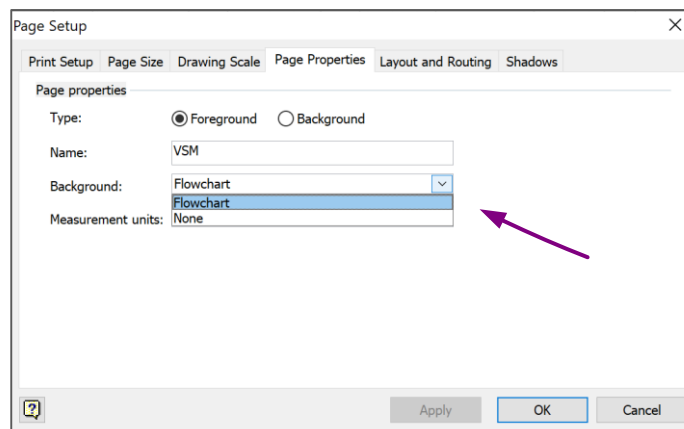 Page Setup
Print Setup Page Size Drawing Scale Page Properties Layout and Routing Shadows
Page properties
Type: Foreground Background
Name: VSM
Background: Flowchart
Flowchart
Measurement units: None
Apply OK Cancel